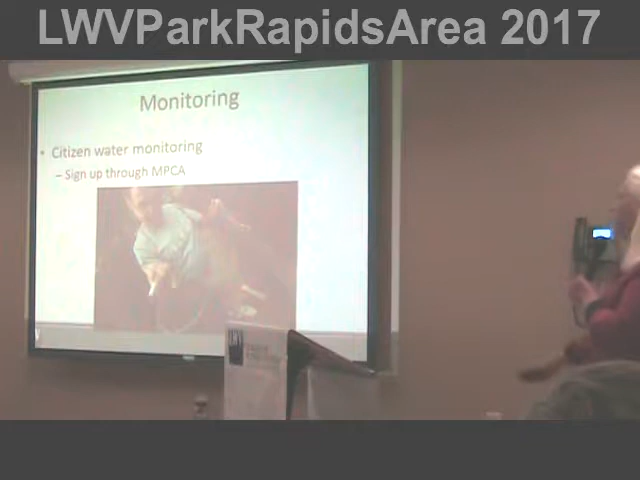 LWVParkRapidsArea 2017
Monitoring
• Citizen water monitoring
– Sign up through MPCA